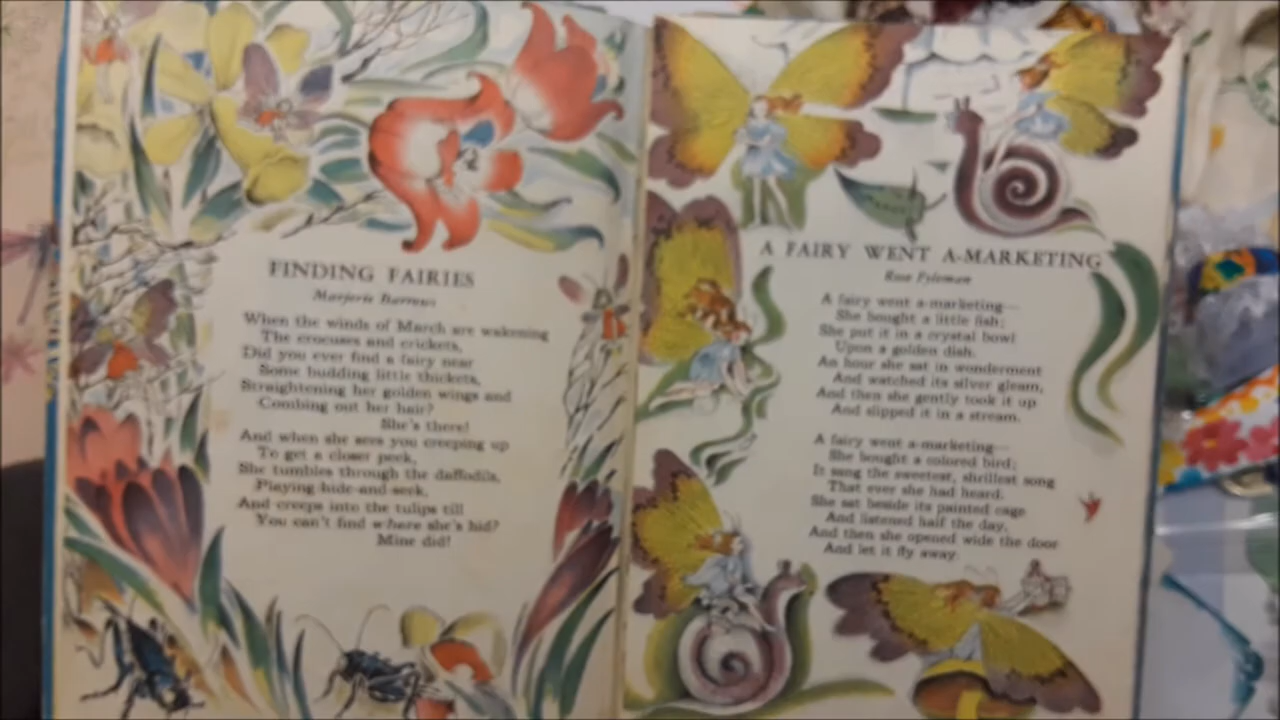 FINDING FAIRIES
Marjorie Barrows
When the winds of March are wakening
The crocuses and crickets,
Did you ever find a fairy near
Some budding little thickets,
Straightening her golden wings and
Combing out her hair?
She's there!
And when she sees you creeping up
To get a closer peek,
She tumbles through the daffodils,
Playing hide-and-seek,
And creeps into the tulips till
You can't find where she's hid?
Mine did!
A FAIRY WENT A-MARKETING
Rose Fyleman
A fairy went a-marketing—
She bought a little fish;
She put it in a crystal bowl
Upon a golden dish.
An hour she sat in wonderment
And watched its silver gleam,
And then she gently took it up
And slipped it in a stream.
A fairy went a-marketing—
She bought a colored bird;
It sang the sweetest, shrillest song
That ever she had heard.
She sat beside its painted cage
And listened half the day,
And then she opened wide the door
And let it fly away.